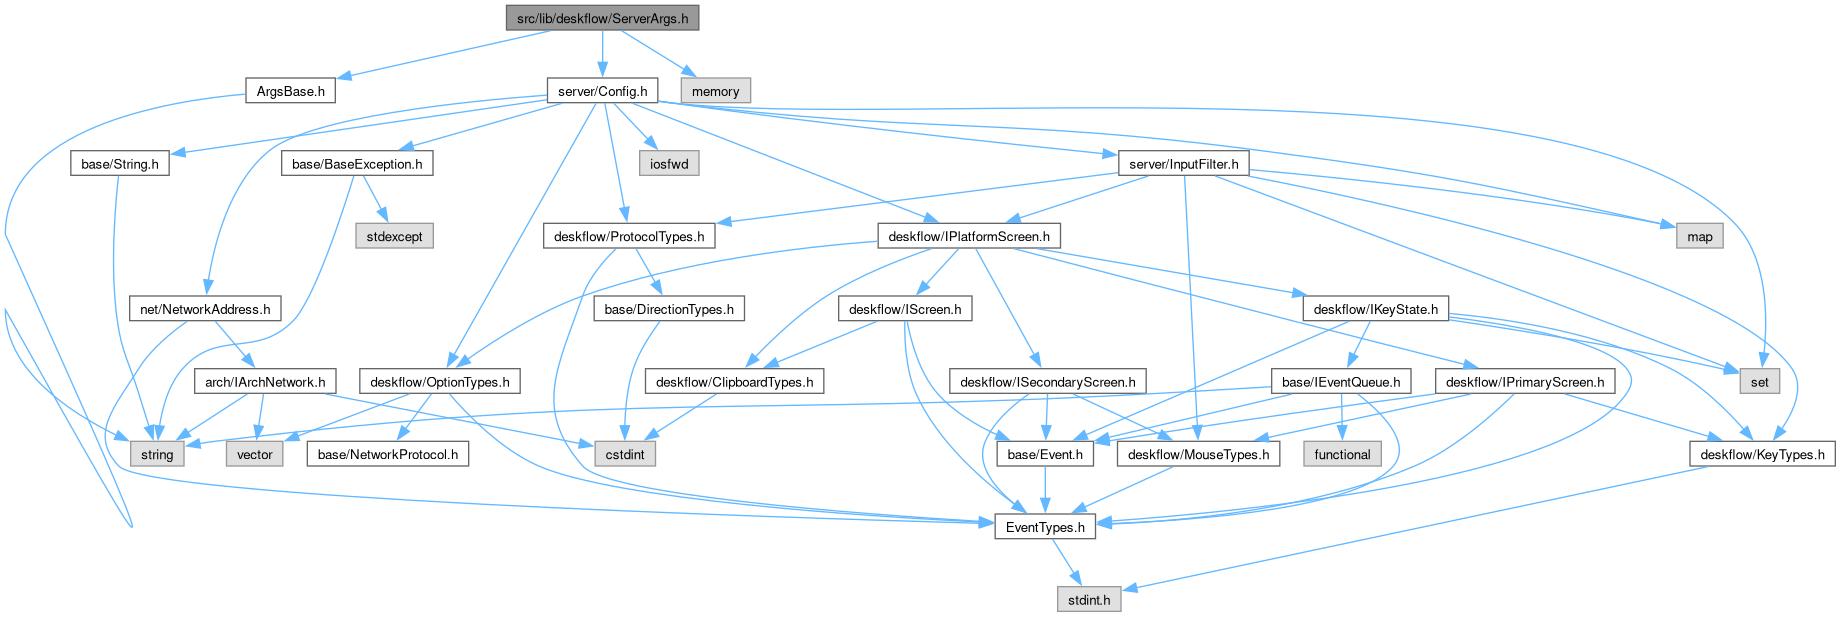 src/lib/deskflow/ServerArgs.h
ArgsBase.h
server/Config.h
memory
base/String.h
base/BaseException.h
iosfwd
server/InputFilter.h
stdexcept
deskflow/ProtocolTypes.h
deskflow/IPlatformScreen.h
map
net/NetworkAddress.h
base/DirectionTypes.h
deskflow/IScreen.h
deskflow/IKeyState.h
arch/IArchNetwork.h
deskflow/OptionTypes.h
deskflow/ClipboardTypes.h
deskflow/ISecondaryScreen.h
base/IEventQueue.h
deskflow/IPrimaryScreen.h
set
string
vector
base/NetworkProtocol.h
cstdint
base/Event.h
deskflow/MouseTypes.h
functional
deskflow/KeyTypes.h
EventTypes.h
stdint.h